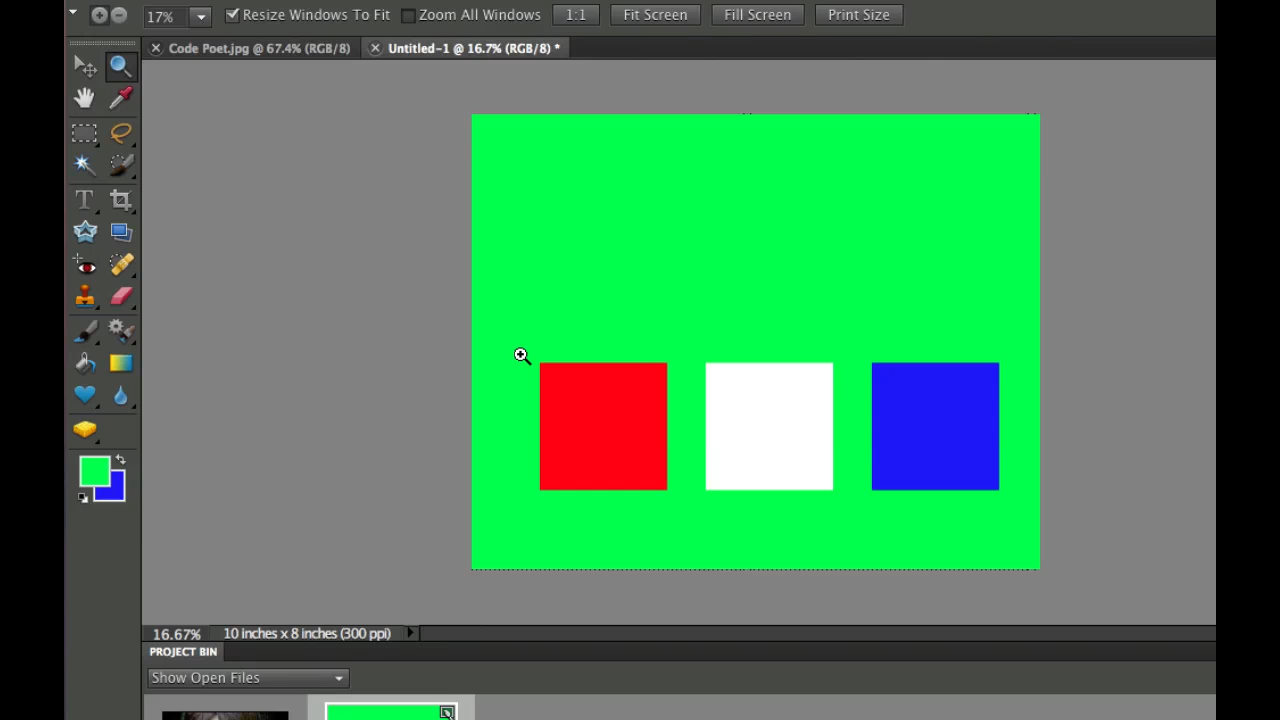 17% Resize Windows To Fit Zoom All Windows 1:1 Fit Screen Fill Screen Print Size
Code Poet.jpg @ 67.4% (RGB/8) Untitled-1 @ 16.7% (RGB/8) *
T
16.67% 10 inches x 8 inches (300 ppi)
PROJECT BIN
Show Open Files